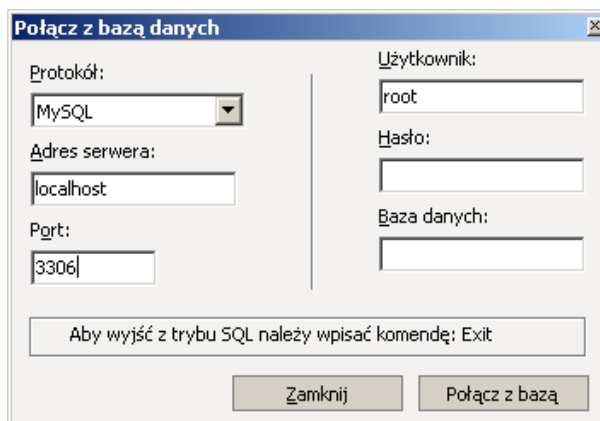 Połącz z bazą danych
Protokół:
MySQL
Adres serwera:
localhost
Port:
3306
Użytkownik:
root
Hasło:
Baza danych:
Aby wyjść z trybu SQL należy wpisać komendę: Exit
Zamknij
Połącz z bazą